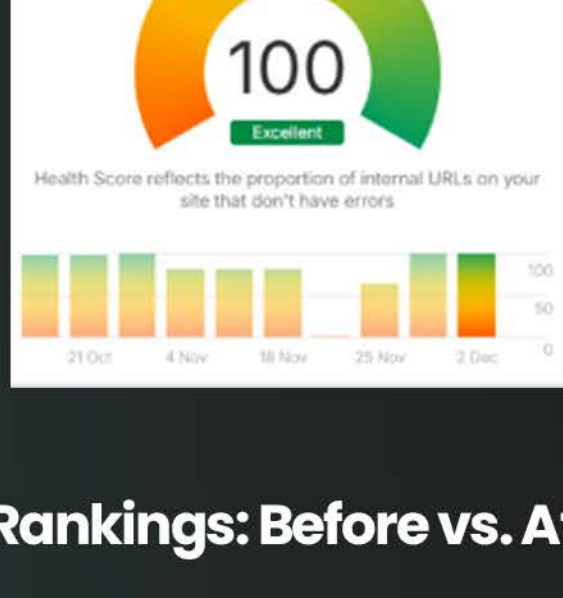 100
Excellent
Health Score reflects the proportion of internal URLs on your
site that don't have errors
100
50
0
21 Oct 4 Nov 18 Nov 25 Nov 2 Dec
Rankings: Before vs. A